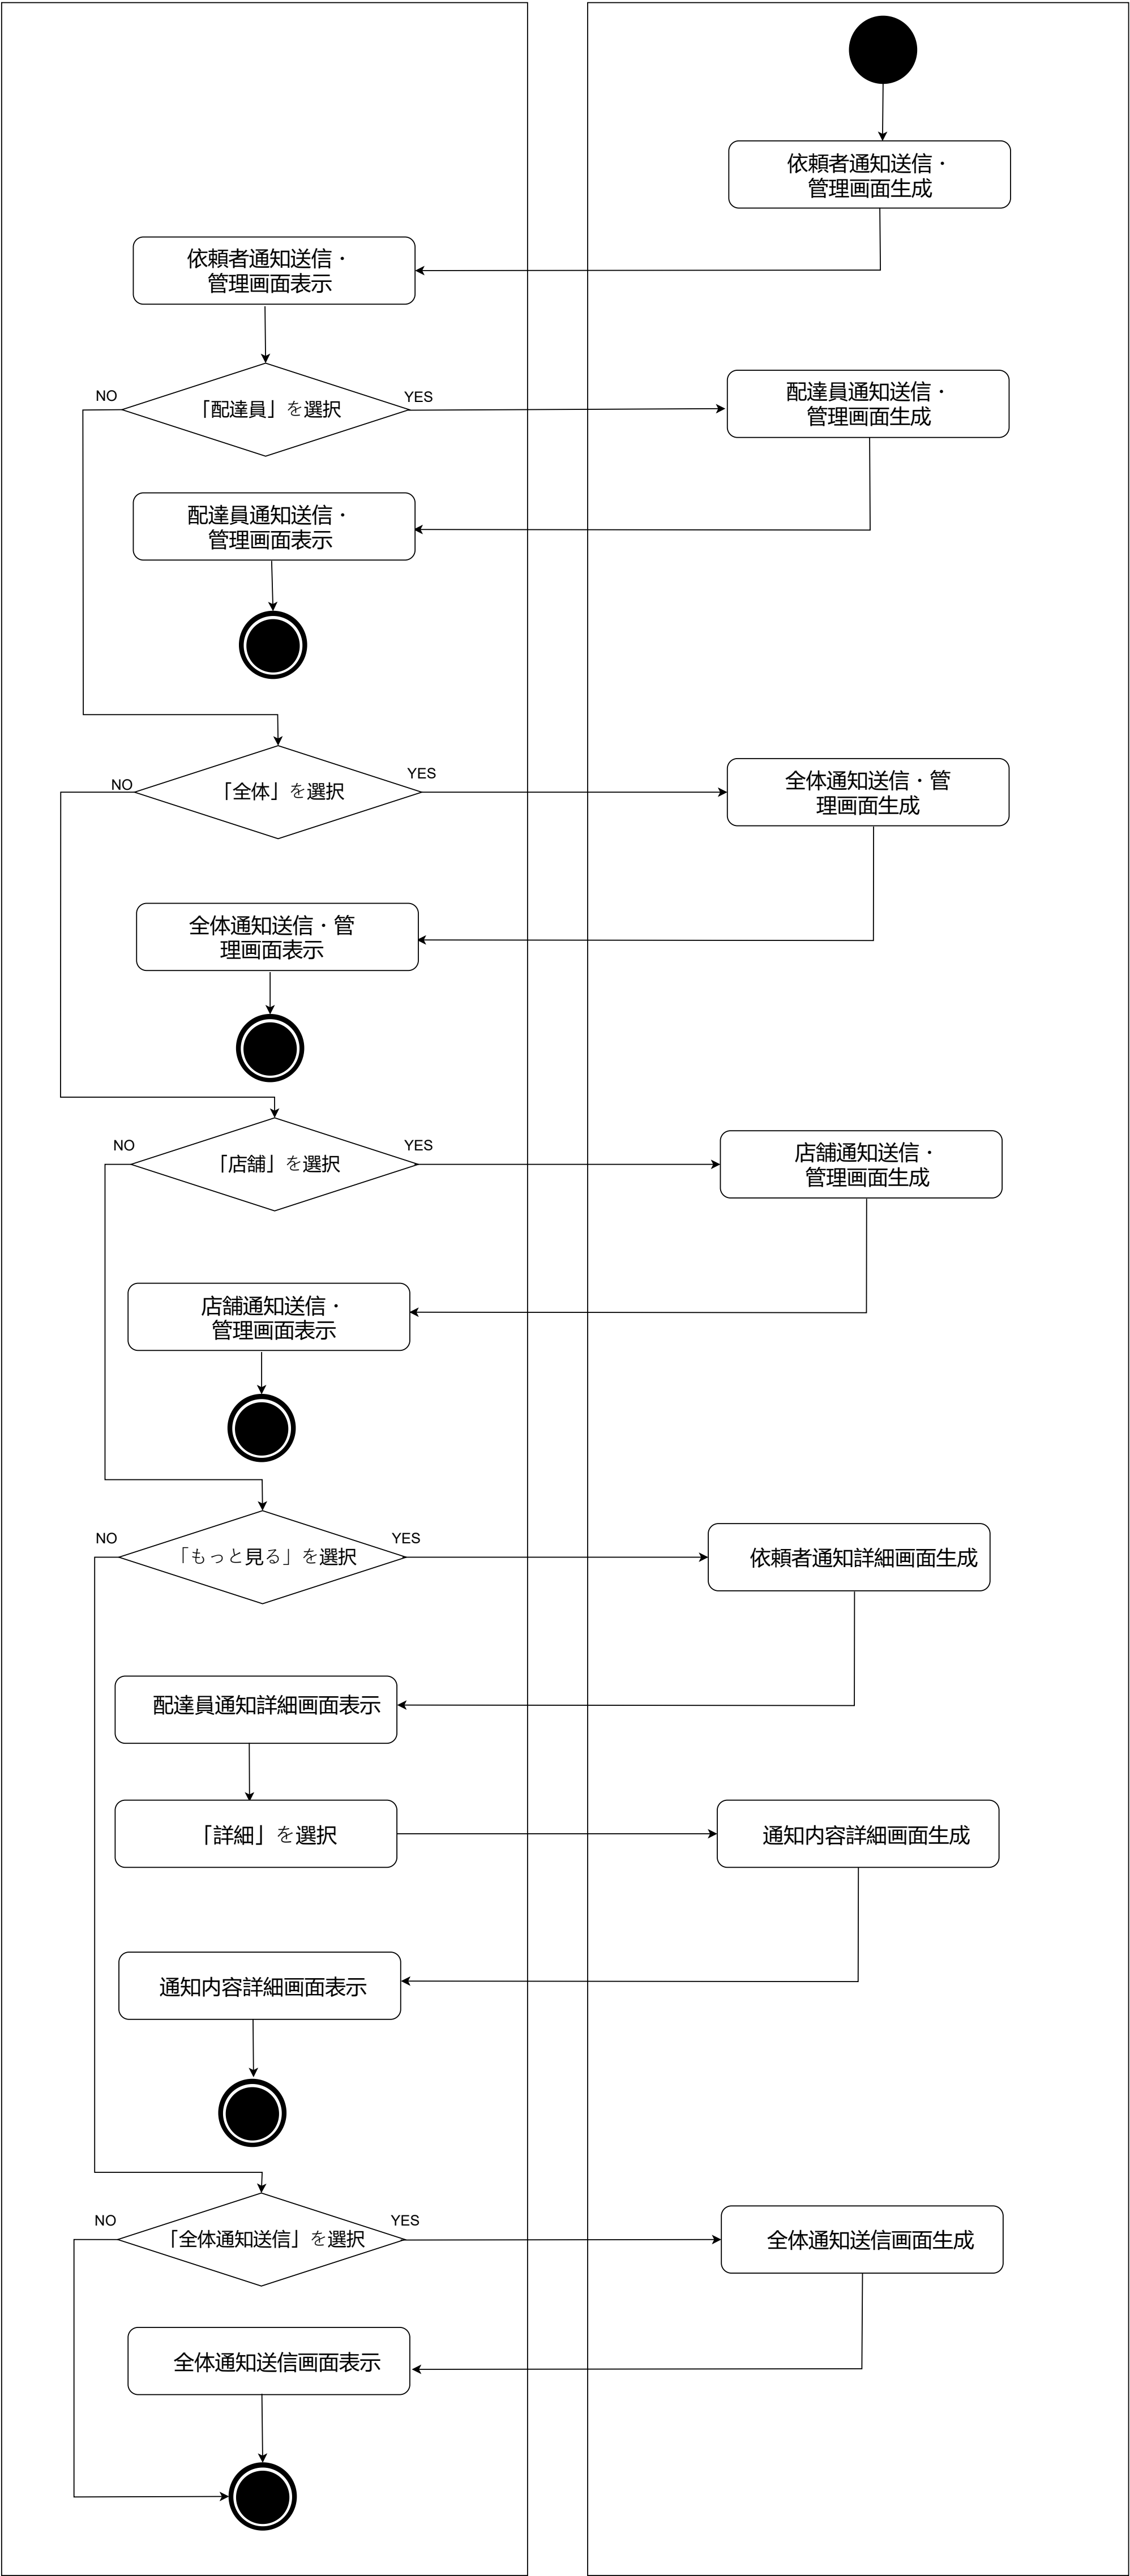 依頼者通知送信・
管理画面生成
依頼者通知送信・
管理画面表示
NO
「配達員」を選択
YES
配達員通知送信・
管理画面生成
配達員通知送信・
管理画面表示
NO
「全体」を選択
YES
全体通知送信・管
理画面生成
全体通知送信・管
理画面表示
NO
「店舗」を選択
YES
店舗通知送信・
管理画面生成
店舗通知送信・
管理画面表示
NO
「もっと見る」を選択
YES
依頼者通知詳細画面生成
配達員通知詳細画面表示
「詳細」を選択
通知内容詳細画面生成
通知内容詳細画面表示
NO
「全体通知送信」を選択
YES
全体通知送信画面生成
全体通知送信画面表示